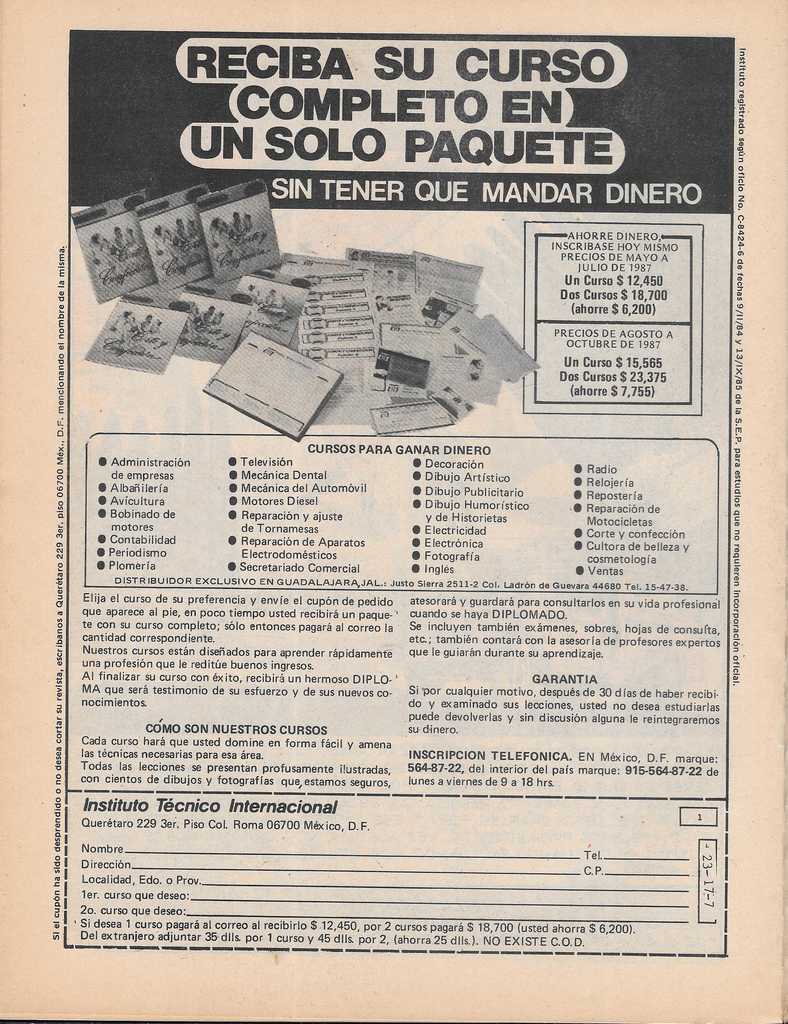 RECIBA SU CURSO
COMPLETO EN
UN SOLO PAQUETE
SIN TENER QUE MANDAR DINERO
AHORRE DINERO,
INSCRIBASE HOY MISMO
PRECIOS DE MAYO A
JULIO DE 1987
Un Curso $ 12,450
Dos Cursos $ 18,700
(ahorre $ 6,200)
PRECIOS DE AGOSTO A
OCTUBRE DE 1987
Un Curso $ 15,565
Dos Cursos $ 23,375
(ahorre $ 7,755)
CURSOS PARA GANAR DINERO
● Administración
de empresas
● Albañilería
● Avicultura
● Bobinado de
motores
● Contabilidad
● Periodismo
● Plomería
● Televisión
● Mecánica Dental
● Mecánica del Automóvil
● Motores Diesel
● Reparación y ajuste
de Tornamesas
● Reparación de Aparatos
Electrodomésticos
● Secretariado Comercial
● Decoración
● Dibujo Artístico
● Dibujo Publicitario
● Dibujo Humorístico
y de Historietas
● Electricidad
● Electrónica
● Fotografía
● Inglés
● Radio
● Relojería
● Repostería
● Reparación de
Motocicletas
● Corte y confección
● Cultora de belleza y
cosmetología
● Ventas
DISTRIBUIDOR EXCLUSIVO EN GUADALAJARA, JAL.: Justo Sierra 2511-2 Col. Ladrón de Guevara 44680 Tel. 15-47-38.
Elija el curso de su preferencia y envíe el cupón de pedido
que aparece al pie, en poco tiempo usted recibirá un paque-
te con su curso completo; sólo entonces pagará al correo la
cantidad correspondiente.
Nuestros cursos están diseñados para aprender rápidamente
una profesión que le reditúe buenos ingresos.
Al finalizar su curso con éxito, recibirá un hermoso DIPLO-
MA que será testimonio de su esfuerzo y de sus nuevos co-
nocimientos.
CÓMO SON NUESTROS CURSOS
Cada curso hará que usted domine en forma fácil y amena
las técnicas necesarias para esa área.
Todas las lecciones se presentan profusamente ilustradas,
con cientos de dibujos y fotografías que, estamos seguros,
atesorará y guardará para consultarlos en su vida profesional
cuando se haya DIPLOMADO.
Se incluyen también exámenes, sobres, hojas de consulta,
etc.; también contará con la asesoría de profesores expertos
que le guiarán durante su aprendizaje.
GARANTIA
Si por cualquier motivo, después de 30 días de haber recibi-
do y examinado sus lecciones, usted no desea estudiarlas
puede devolverlas y sin discusión alguna le reintegraremos
su dinero.
INSCRIPCION TELEFONICA. EN México, D.F. marque:
564-87-22, del interior del país marque: 915-564-87-22 de
lunes a viernes de 9 a 18 hrs.
Instituto Técnico Internacional
Querétaro 229 3er. Piso Col. Roma 06700 México, D.F.
1
Nombre
Tel.
Dirección
C.P.
Localidad, Edo. o Prov.
1er. curso que deseo:
2o. curso que deseo:
- 23-17-7
Si desea 1 curso pagará al correo al recibirlo $ 12,450, por 2 cursos pagará $ 18,700 (usted ahorra $ 6,200).
Del extranjero adjuntar 35 dlls. por 1 curso y 45 dlls. por 2, (ahorra 25 dlls.). NO EXISTE C.O.D.
Si el cupón ha sido desprendido o no desea cortar su revista, escríbanos a Querétaro 229 3er. piso 06700 Méx., D.F. mencionando el nombre de la misma.
Instituto registrado según oficio No. C-8424-6 de fechas 9/II/84 y 13/IX/85 de la S.E.P. para estudios que no requieren incorporación oficial.